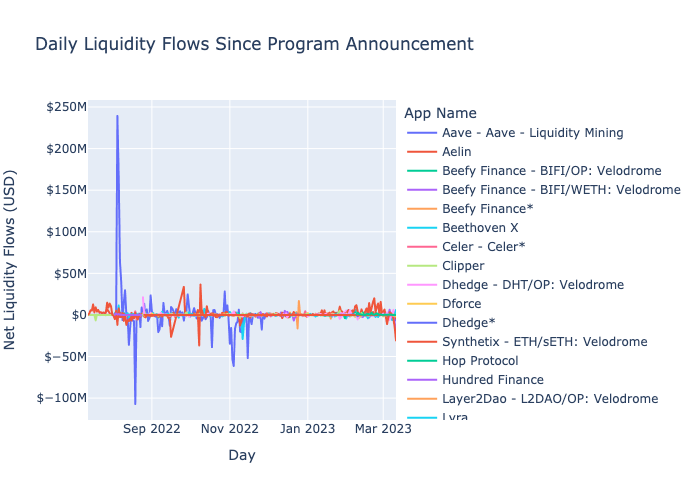 Daily Liquidity Flows Since Program Announcement
App Name
Aave - Aave - Liquidity Mining
Aelin
Beefy Finance - BIFI/OP: Velodrome
Beefy Finance - BIFI/WETH: Velodrome
Beefy Finance*
Beethoven X
Celer - Celer*
Clipper
Dhedge - DHT/OP: Velodrome
Dforce
Dhedge*
Synthetix - ETH/sETH: Velodrome
Hop Protocol
Hundred Finance
Layer2Dao - L2DAO/OP: Velodrome
Lyra
Net Liquidity Flows (USD)
$250M
$200M
$150M
$100M
$50M
$0
−$50M
−$100M
Sep 2022
Nov 2022
Jan 2023
Mar 2023
Day